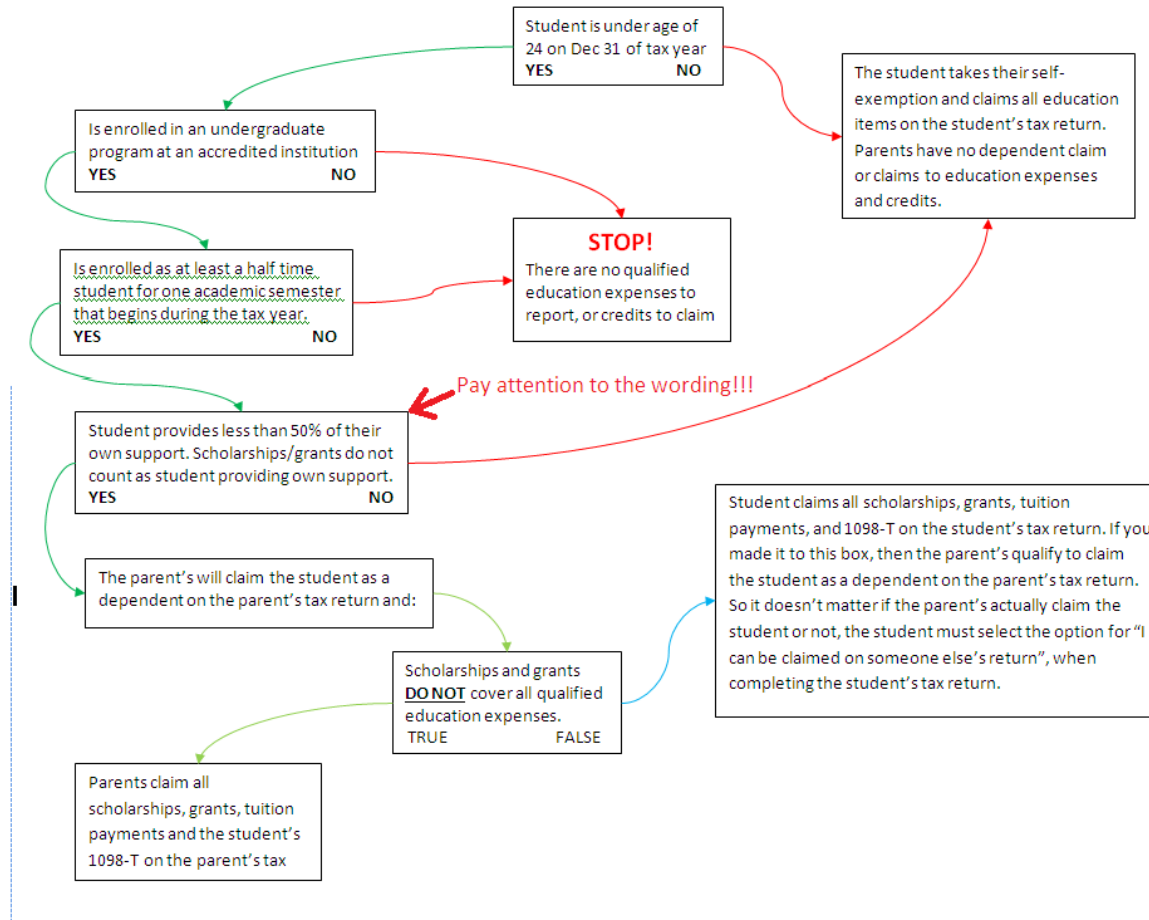 Student is under age of
24 on Dec 31 of tax year
YES NO
The student takes their self-
exemption and claims all education
items on the student's tax return.
Parents have no dependent claim
or claims to education expenses
and credits.
Is enrolled in an undergraduate
program at an accredited institution
YES NO
STOP!
There are no qualified
education expenses to
report, or credits to claim
Is enrolled as at least a half time
student for one academic semester
that begins during the tax year.
YES NO
Pay attention to the wording!!!
Student provides less than 50% of their
own support. Scholarships/grants do not
count as student providing own support.
YES NO
Student claims all scholarships, grants, tuition
payments, and 1098-T on the student's tax return. If you
made it to this box, then the parent's qualify to claim
the student as a dependent on the parent's tax return.
So it doesn't matter if the parent's actually claim the
student or not, the student must select the option for "I
can be claimed on someone else's return", when
completing the student's tax return.
The parent's will claim the student as a
dependent on the parent's tax return and:
Scholarships and grants
DO NOT cover all qualified
education expenses.
TRUE FALSE
Parents claim all
scholarships, grants, tuition
payments and the student's
1098-T on the parent's tax